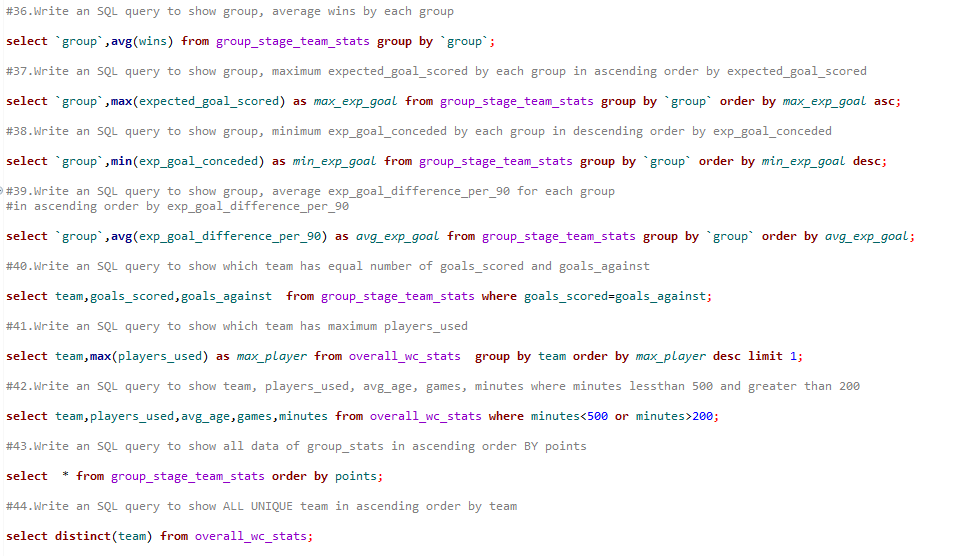 #36.Write an SQL query to show group, average wins by each group
select `group`,avg(wins) from group_stage_team_stats group by `group`;
#37.Write an SQL query to show group, maximum expected_goal_scored by each group in ascending order by expected_goal_scored
select `group`,max(expected_goal_scored) as max_exp_goal from group_stage_team_stats group by `group` order by max_exp_goal asc;
#38.Write an SQL query to show group, minimum exp_goal_conceded by each group in descending order by exp_goal_conceded
select `group`,min(exp_goal_conceded) as min_exp_goal from group_stage_team_stats group by `group` order by min_exp_goal desc;
#39.Write an SQL query to show group, average exp_goal_difference_per_90 for each group
#in ascending order by exp_goal_difference_per_90
select `group`,avg(exp_goal_difference_per_90) as avg_exp_goal from group_stage_team_stats group by `group` order by avg_exp_goal;
#40.Write an SQL query to show which team has equal number of goals_scored and goals_against
select team,goals_scored,goals_against  from group_stage_team_stats where goals_scored=goals_against;
#41.Write an SQL query to show which team has maximum players_used
select team,max(players_used) as max_player from overall_wc_stats  group by team order by max_player desc limit 1;
#42.Write an SQL query to show team, players_used, avg_age, games, minutes where minutes lessthan 500 and greater than 200
select team,players_used,avg_age,games,minutes from overall_wc_stats where minutes<500 or minutes>200;
#43.Write an SQL query to show all data of group_stats in ascending order BY points
select  * from group_stage_team_stats order by points;
#44.Write an SQL query to show ALL UNIQUE team in ascending order by team
select distinct(team) from overall_wc_stats;